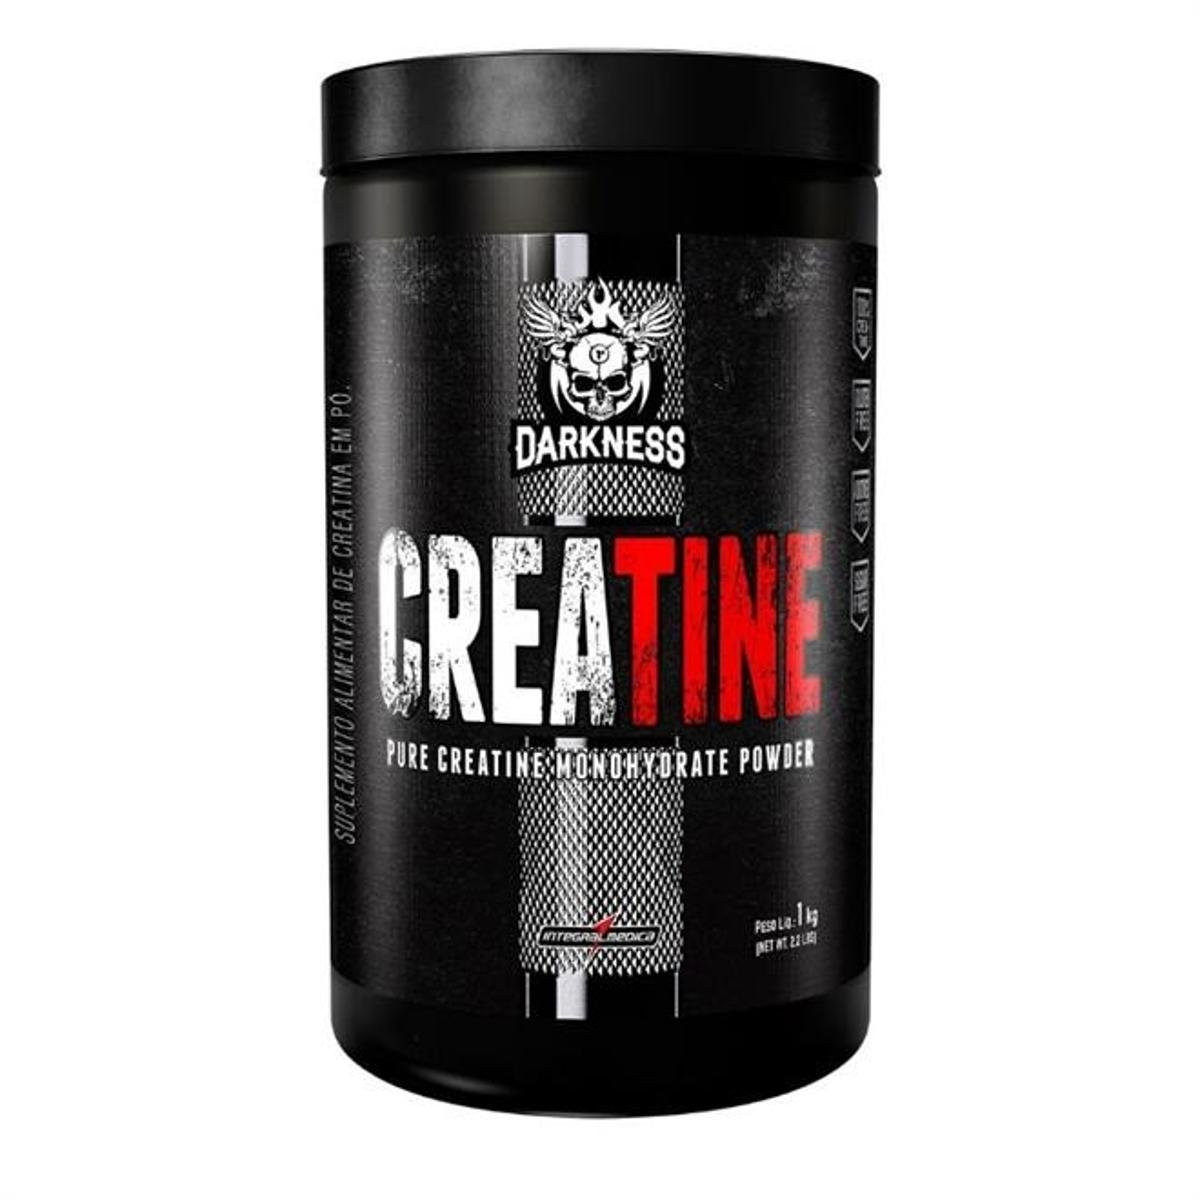 DARKNESS
CREATINE
PURE CREATINE MONOHYDRATE POWDER
SUPLEMENTO ALIMENTAR DE CREATINA EM PÓ.
INTEGRALMEDICA
PESO LIQ.: 1 kg
(NET WT. 2.2 LBS)